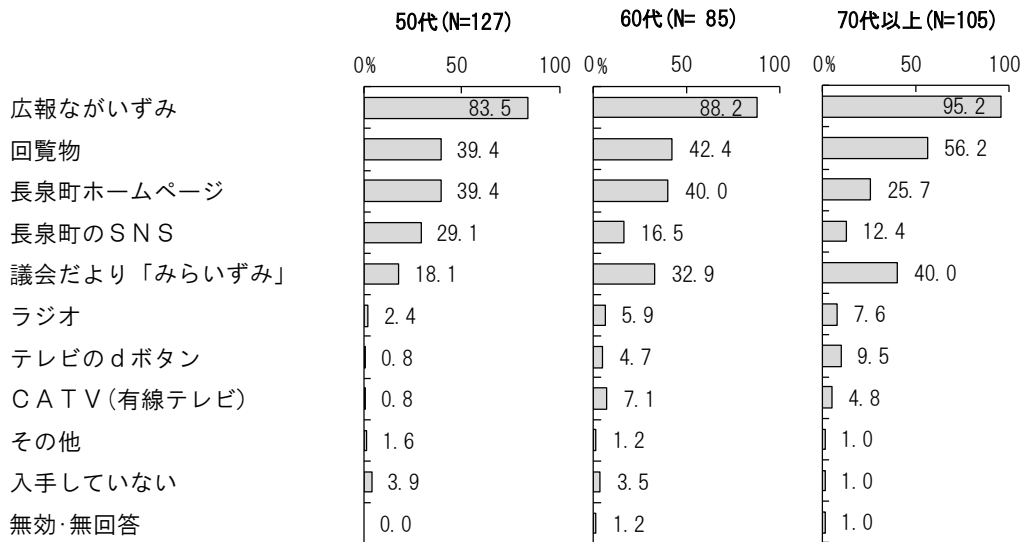 50代(N=127) 60代(N= 85) 70代以上(N=105)
0% 50 100 0% 50 100 0% 50 100
広報ながいずみ 83.5 88.2 95.2
回覧物 39.4 42.4 56.2
長泉町ホームページ 39.4 40.0 25.7
長泉町のＳＮＳ 29.1 16.5 12.4
議会だより「みらいずみ」 18.1 32.9 40.0
ラジオ 2.4 5.9 7.6
テレビのｄボタン 0.8 4.7 9.5
ＣＡＴＶ(有線テレビ) 0.8 7.1 4.8
その他 1.6 1.2 1.0
入手していない 3.9 3.5 1.0
無効･無回答 0.0 1.2 1.0